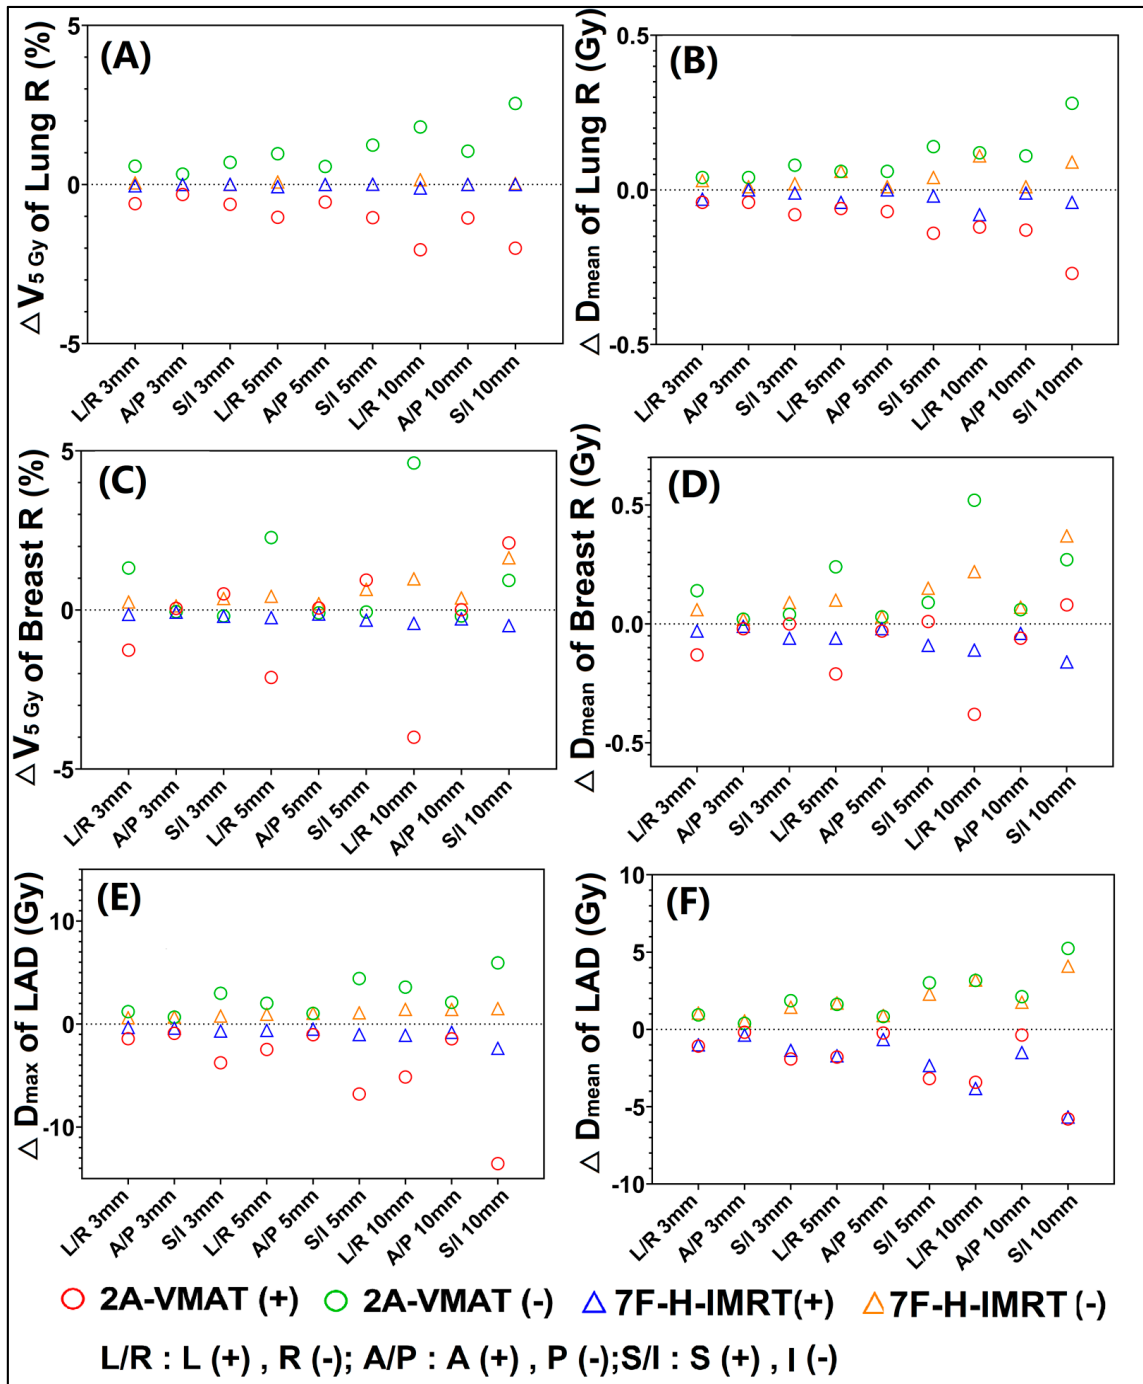 (A)
△ V5 Gy of Lung R (%)
5
0
-5
L/R 3mm
A/P 3mm
S/I 3mm
L/R 5mm
A/P 5mm
S/I 5mm
L/R 10mm
A/P 10mm
S/I 10mm
(B)
△ Dmean of Lung R (Gy)
0.5
0.0
-0.5
L/R 3mm
A/P 3mm
S/I 3mm
L/R 5mm
A/P 5mm
S/I 5mm
L/R 10mm
A/P 10mm
S/I 10mm
(C)
△ V5 Gy of Breast R (%)
5
0
-5
L/R 3mm
A/P 3mm
S/I 3mm
L/R 5mm
A/P 5mm
S/I 5mm
L/R 10mm
A/P 10mm
S/I 10mm
(D)
△ Dmean of Breast R (Gy)
0.5
0.0
-0.5
L/R 3mm
A/P 3mm
S/I 3mm
L/R 5mm
A/P 5mm
S/I 5mm
L/R 10mm
A/P 10mm
S/I 10mm
(E)
△ Dmax of LAD (Gy)
10
0
-10
L/R 3mm
A/P 3mm
S/I 3mm
L/R 5mm
A/P 5mm
S/I 5mm
L/R 10mm
A/P 10mm
S/I 10mm
(F)
△ Dmean of LAD (Gy)
10
5
0
-5
-10
L/R 3mm
A/P 3mm
S/I 3mm
L/R 5mm
A/P 5mm
S/I 5mm
L/R 10mm
A/P 10mm
S/I 10mm
2A-VMAT (+) 2A-VMAT (-) 7F-H-IMRT(+) 7F-H-IMRT (-)
L/R : L (+) , R (-); A/P : A (+) , P (-);S/I : S (+) , I (-)